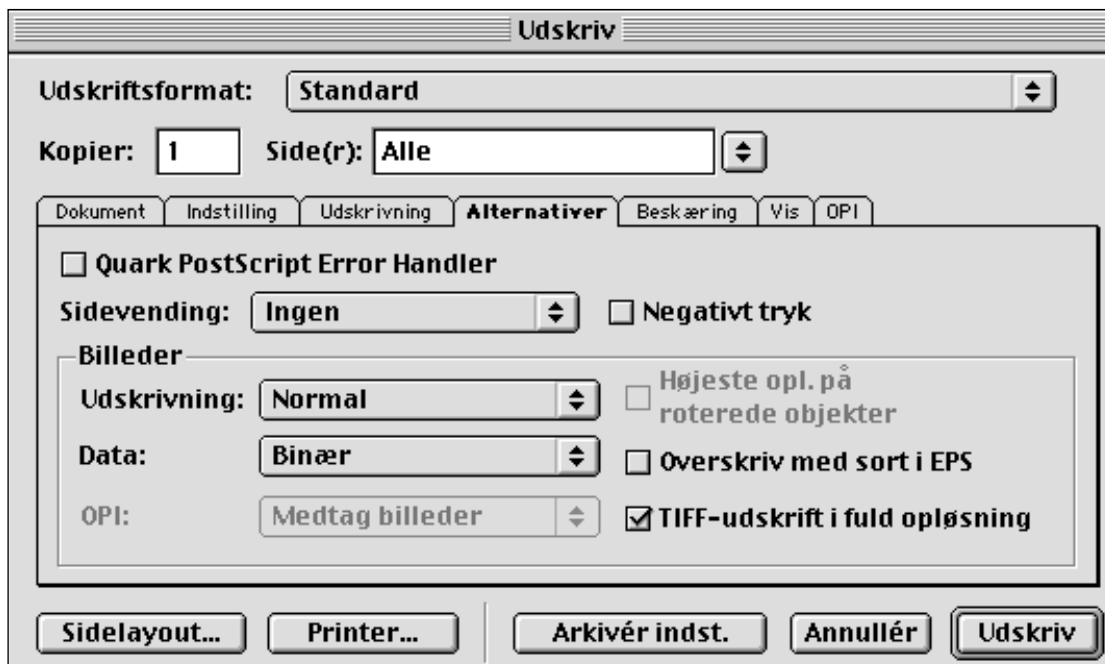 Udskriv
Udskriftsformat: Standard
Kopier: 1 Side(r): Alle
Dokument Indstilling Udskrivning Alternativer Beskæring Vis OPI
Quark PostScript Error Handler
Sidevending: Ingen Negativt tryk
Billeder
Udskrivning: Normal Højeste opl. på
roterede objekter
Data: Binær Overskriv med sort i EPS
OPI: Medtag billeder TIFF-udskrift i fuld opløsning
Sidelayout... Printer... Arkivér indst. Annullér Udskriv